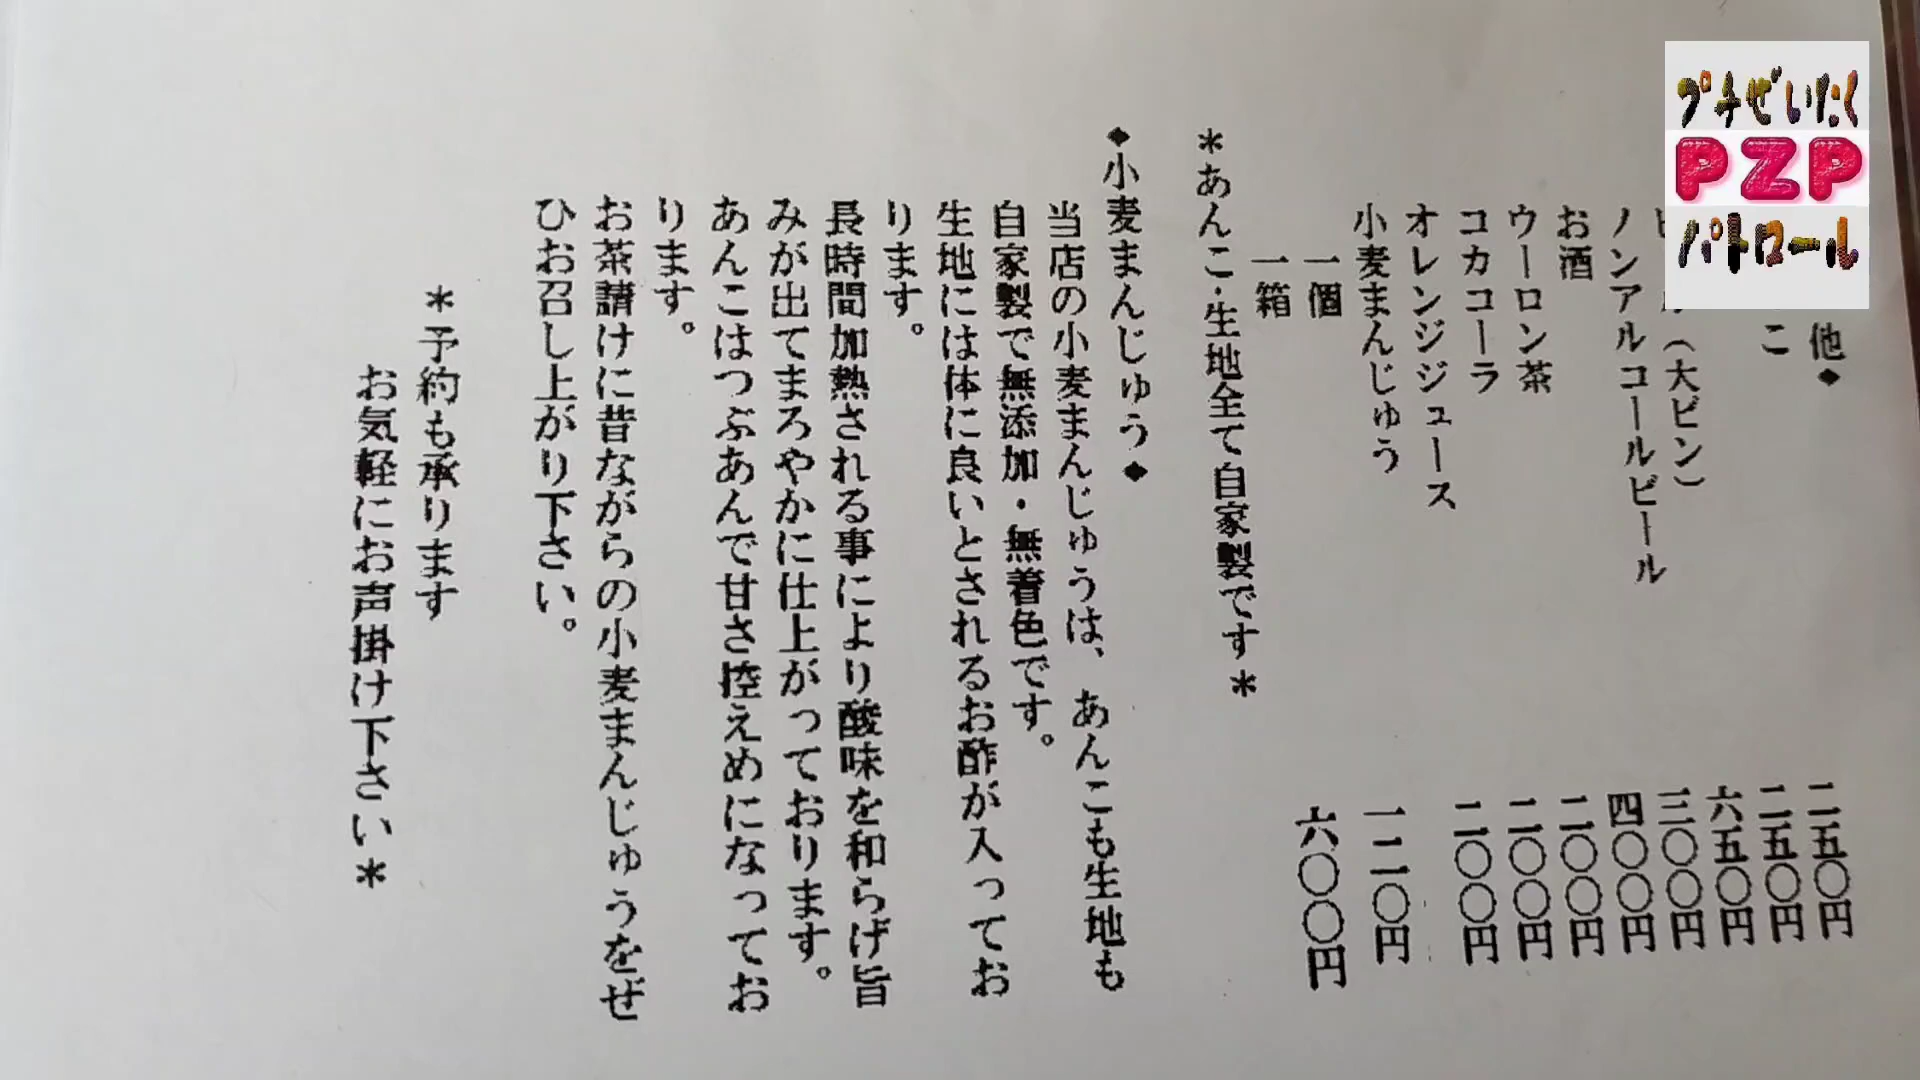 プチぜいたく
PZP
パトロール
他◆
二五〇円
こ 二五〇円
（大ビン） 六五〇円
ノンアルコールビール 三〇〇円
お酒 四〇〇円
ウーロン茶 二〇〇円
コカコーラ 二〇〇円
オレンジジュース 二〇〇円
小麦まんじゅう
一個 一二〇円
一箱 六〇〇円
＊あんこ・生地全て自家製です＊
◆小麦まんじゅう◆
当店の小麦まんじゅうは、あんこも生地も
自家製で無添加・無着色です。
生地には体に良いとされるお酢が入ってお
ります。
長時間加熱される事により酸味を和らげ旨
みが出てまろやかに仕上がっております。
あんこはつぶあんで甘さ控えめになってお
ります。
お茶請けに昔ながらの小麦まんじゅうをぜ
ひお召し上がり下さい。
＊予約も承ります
お気軽にお声掛け下さい＊